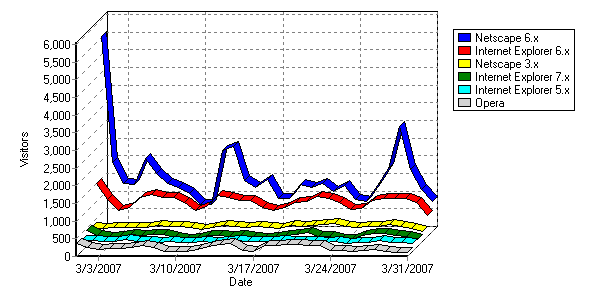 6,000
5,500
5,000
4,500
4,000
3,500
3,000
2,500
2,000
1,500
1,000
500
0
Visitors
3/3/2007 3/10/2007 3/17/2007 3/24/2007 3/31/2007
Date
Netscape 6.x
Internet Explorer 6.x
Netscape 3.x
Internet Explorer 7.x
Internet Explorer 5.x
Opera